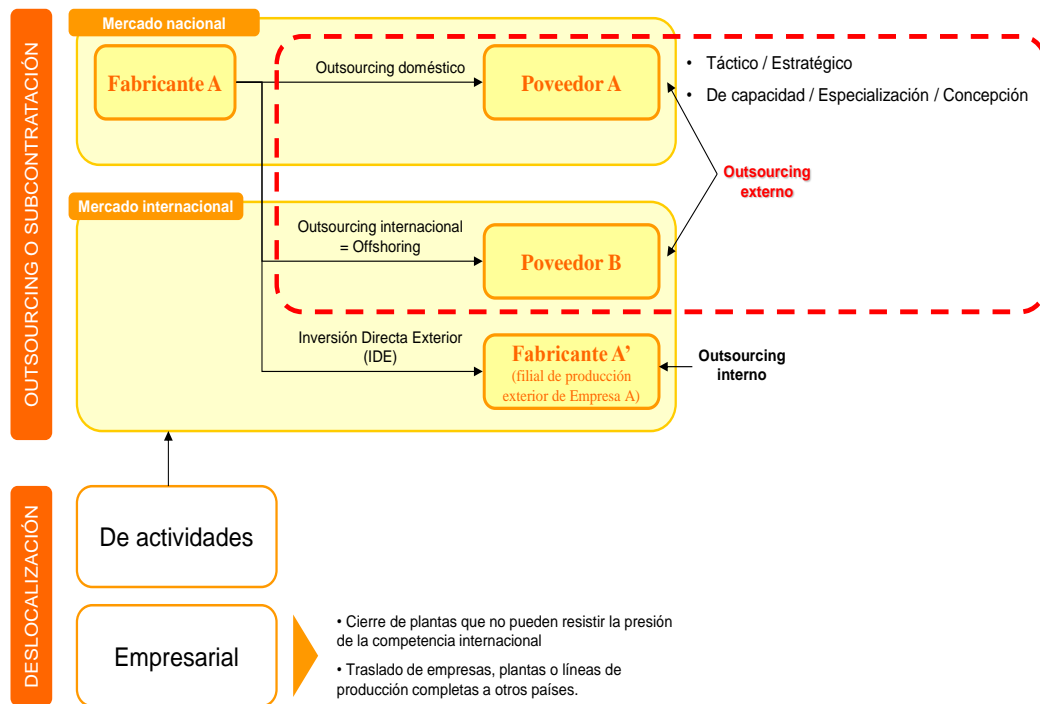 OUTSOURCING O SUBCONTRATACIÓN
Mercado nacional
Fabricante A
Outsourcing doméstico
Poveedor A
• Táctico / Estratégico
• De capacidad / Especialización / Concepción
Outsourcing
externo
Mercado internacional
Outsourcing internacional
= Offshoring
Poveedor B
Inversión Directa Exterior
(IDE)
Fabricante A’
(filial de producción
exterior de Empresa A)
Outsourcing
interno
DESLOCALIZACIÓN
De actividades
Empresarial
• Cierre de plantas que no pueden resistir la presión
de la competencia internacional
• Traslado de empresas, plantas o líneas de
producción completas a otros países.